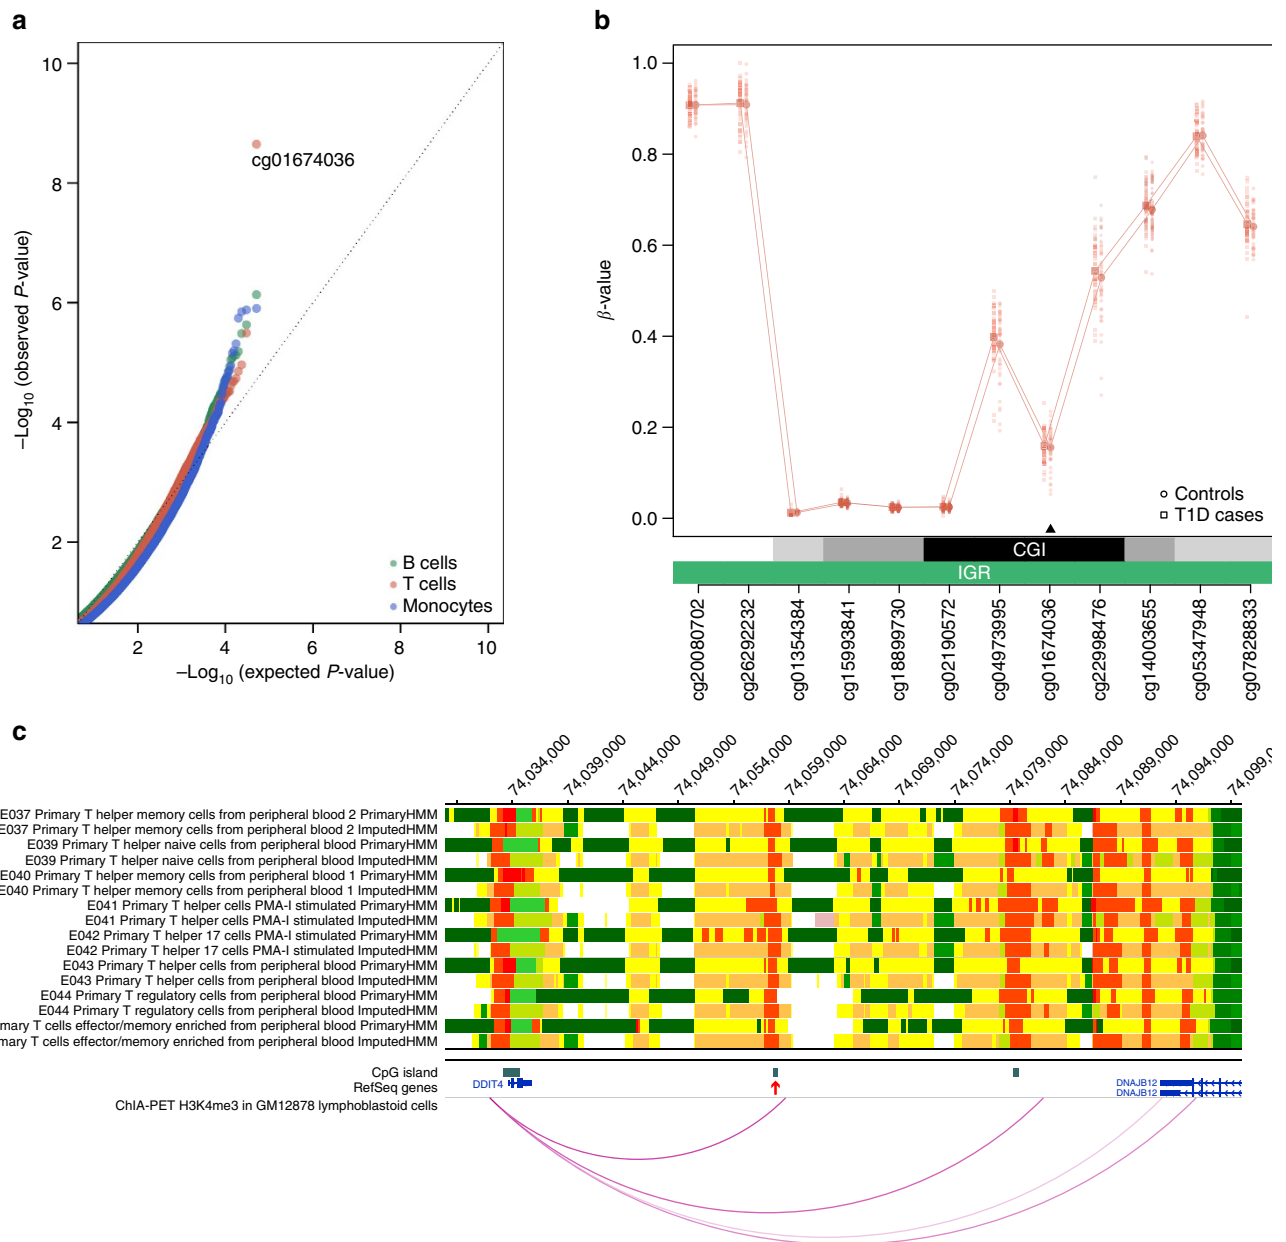 a
10
8
6
4
2
–Log10 (observed P-value)
cg01674036
B cells
T cells
Monocytes
2
4
6
8
10
–Log10 (expected P-value)
b
1.0
0.8
0.6
0.4
0.2
0.0
β-value
Controls
T1D cases
CGI
IGR
cg20080702
cg26292232
cg01354384
cg15993841
cg18899730
cg02190572
cg04973995
cg01674036
cg22998476
cg14003655
cg05347948
cg07828833
c
74,034,000
74,039,000
74,044,000
74,049,000
74,054,000
74,059,000
74,064,000
74,069,000
74,074,000
74,079,000
74,084,000
74,089,000
74,094,000
74,099,000
E037 Primary T helper memory cells from peripheral blood 2 PrimaryHMM
E037 Primary T helper memory cells from peripheral blood 2 ImputedHMM
E039 Primary T helper naive cells from peripheral blood PrimaryHMM
E039 Primary T helper naive cells from peripheral blood ImputedHMM
E040 Primary T helper memory cells from peripheral blood 1 PrimaryHMM
E040 Primary T helper memory cells from peripheral blood 1 ImputedHMM
E041 Primary T helper cells PMA-I stimulated PrimaryHMM
E041 Primary T helper cells PMA-I stimulated ImputedHMM
E042 Primary T helper 17 cells PMA-I stimulated PrimaryHMM
E042 Primary T helper 17 cells PMA-I stimulated ImputedHMM
E043 Primary T helper cells from peripheral blood PrimaryHMM
E043 Primary T helper cells from peripheral blood ImputedHMM
E044 Primary T regulatory cells from peripheral blood PrimaryHMM
E044 Primary T regulatory cells from peripheral blood ImputedHMM
mary T cells effector/memory enriched from peripheral blood PrimaryHMM
mary T cells effector/memory enriched from peripheral blood ImputedHMM
CpG island
RefSeq genes
DDIT4
DNAJB12
DNAJB12
ChIA-PET H3K4me3 in GM12878 lymphoblastoid cells